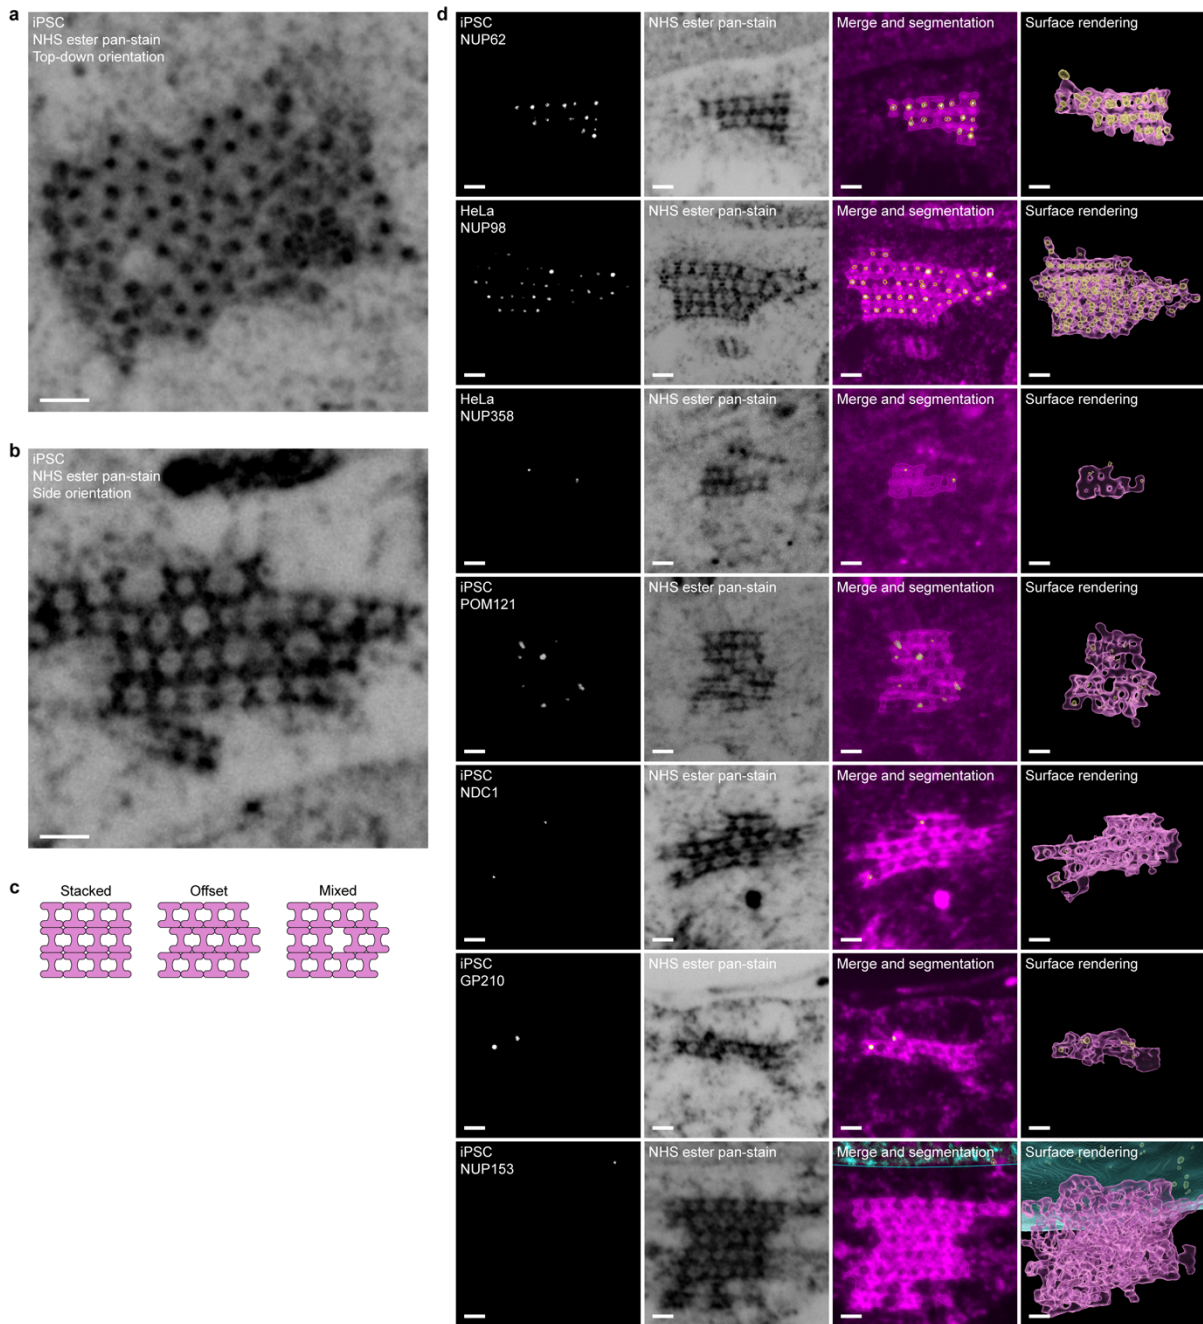 a
iPSC
NHS ester pan-stain
Top-down orientation
b
iPSC
NHS ester pan-stain
Side orientation
c
Stacked Offset Mixed
d
iPSC
NUP62
NHS ester pan-stain
Merge and segmentation
Surface rendering
HeLa
NUP98
NHS ester pan-stain
Merge and segmentation
Surface rendering
HeLa
NUP358
NHS ester pan-stain
Merge and segmentation
Surface rendering
iPSC
POM121
NHS ester pan-stain
Merge and segmentation
Surface rendering
iPSC
NDC1
NHS ester pan-stain
Merge and segmentation
Surface rendering
iPSC
GP210
NHS ester pan-stain
Merge and segmentation
Surface rendering
iPSC
NUP153
NHS ester pan-stain
Merge and segmentation
Surface rendering